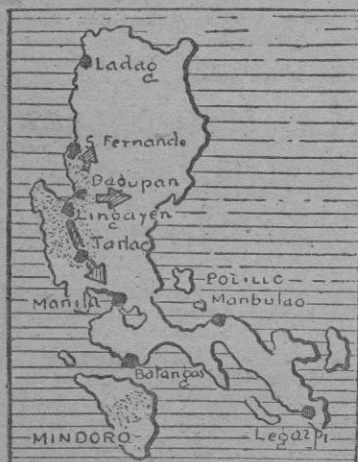 Ladag
S. Fernando
Dagupan
Lingayen
Tarlac
Manila
POLILLO
Manbulao
Batangas
Legazpi
MINDORO